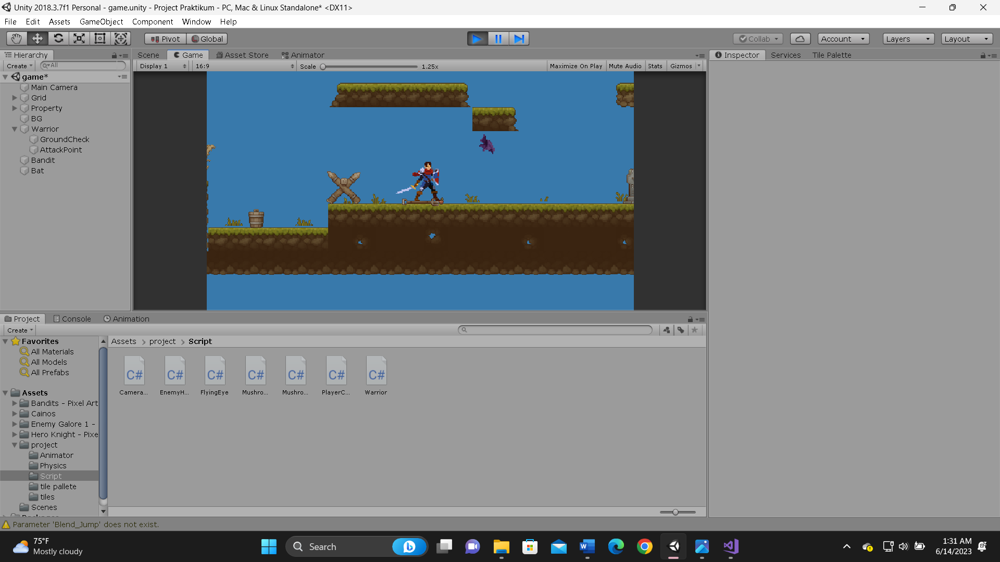 Unity 2018.3.7f1 Personal - game.unity - Project Praktikum - PC, Mac & Linux Standalone* <DX11>
File Edit Assets GameObject Component Window Help
Pivot Global Collab Account Layers Layout
Hierarchy
Create All
game*
Main Camera
Grid
Property
BG
Warrior
GroundCheck
AttackPoint
Bandit
Bat
Scene Game Asset Store Animator
Display 1 16:9 Scale 1.25x Maximize On Play Mute Audio Stats Gizmos
Inspector Services Tile Palette
Project Console Animation
Create
Favorites
All Materials
All Models
All Prefabs
Assets
Bandits - Pixel Art
Cainos
Enemy Galore 1 -
Hero Knight - Pixe
project
Animator
Physics
Script
tile pallete
tiles
Scenes
Assets project Script
C# C# C# C# C# C# C#
Camera... EnemyH... FlyingEye Mushro... Mushro... PlayerC... Warrior
Parameter 'Blend_Jump' does not exist.
75°F
Mostly cloudy
Search
1:31 AM
6/14/2023